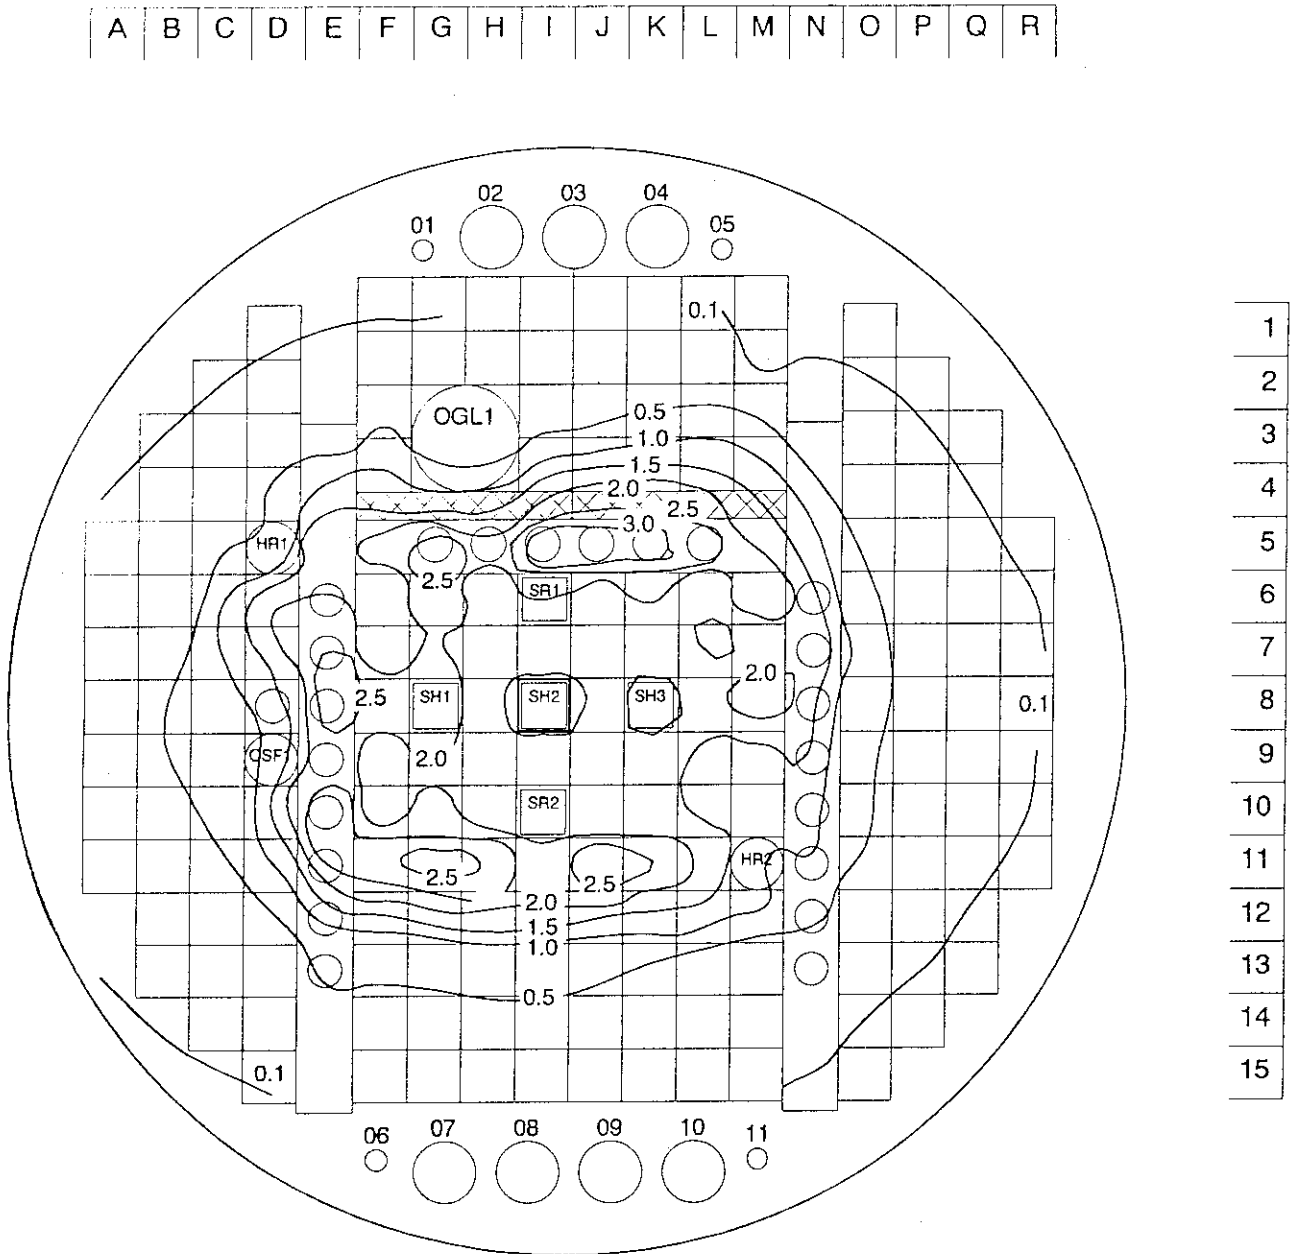 A B C D E F G H I J K L M N O P Q R
02 03 04
01 05
0.1
1
2
OGL1 0.5
1.0
3
1.5
2.0
4
2.5
3.0
HR1 5
2.5 SR1 6
7
2.0
2.5 SH1 SH2 SH3 0.1 8
OSF1 2.0 9
SR2 10
HR2 11
2.5 2.5
2.0
1.5 12
1.0
13
0.5
14
0.1 15
06 07 08 09 10 11